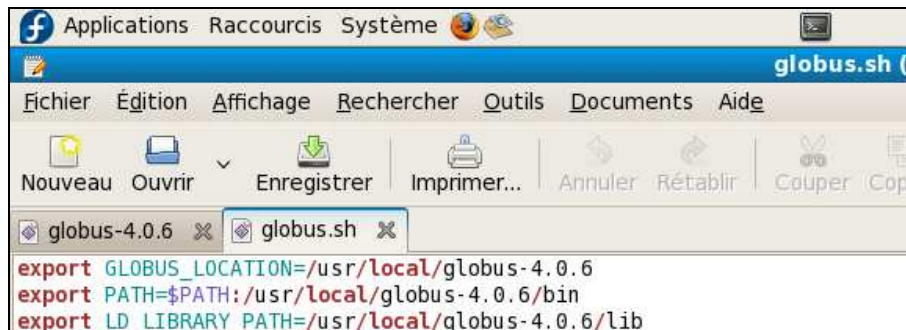 Applications Raccourcis Système
globus.sh (
Fichier Édition Affichage Rechercher Outils Documents Aide
Nouveau Ouvrir Enregistrer Imprimer... Annuler Rétablir Couper Cop
globus-4.0.6 globus.sh
export GLOBUS_LOCATION=/usr/local/globus-4.0.6
export PATH=$PATH:/usr/local/globus-4.0.6/bin
export LD_LIBRARY_PATH=/usr/local/globus-4.0.6/lib